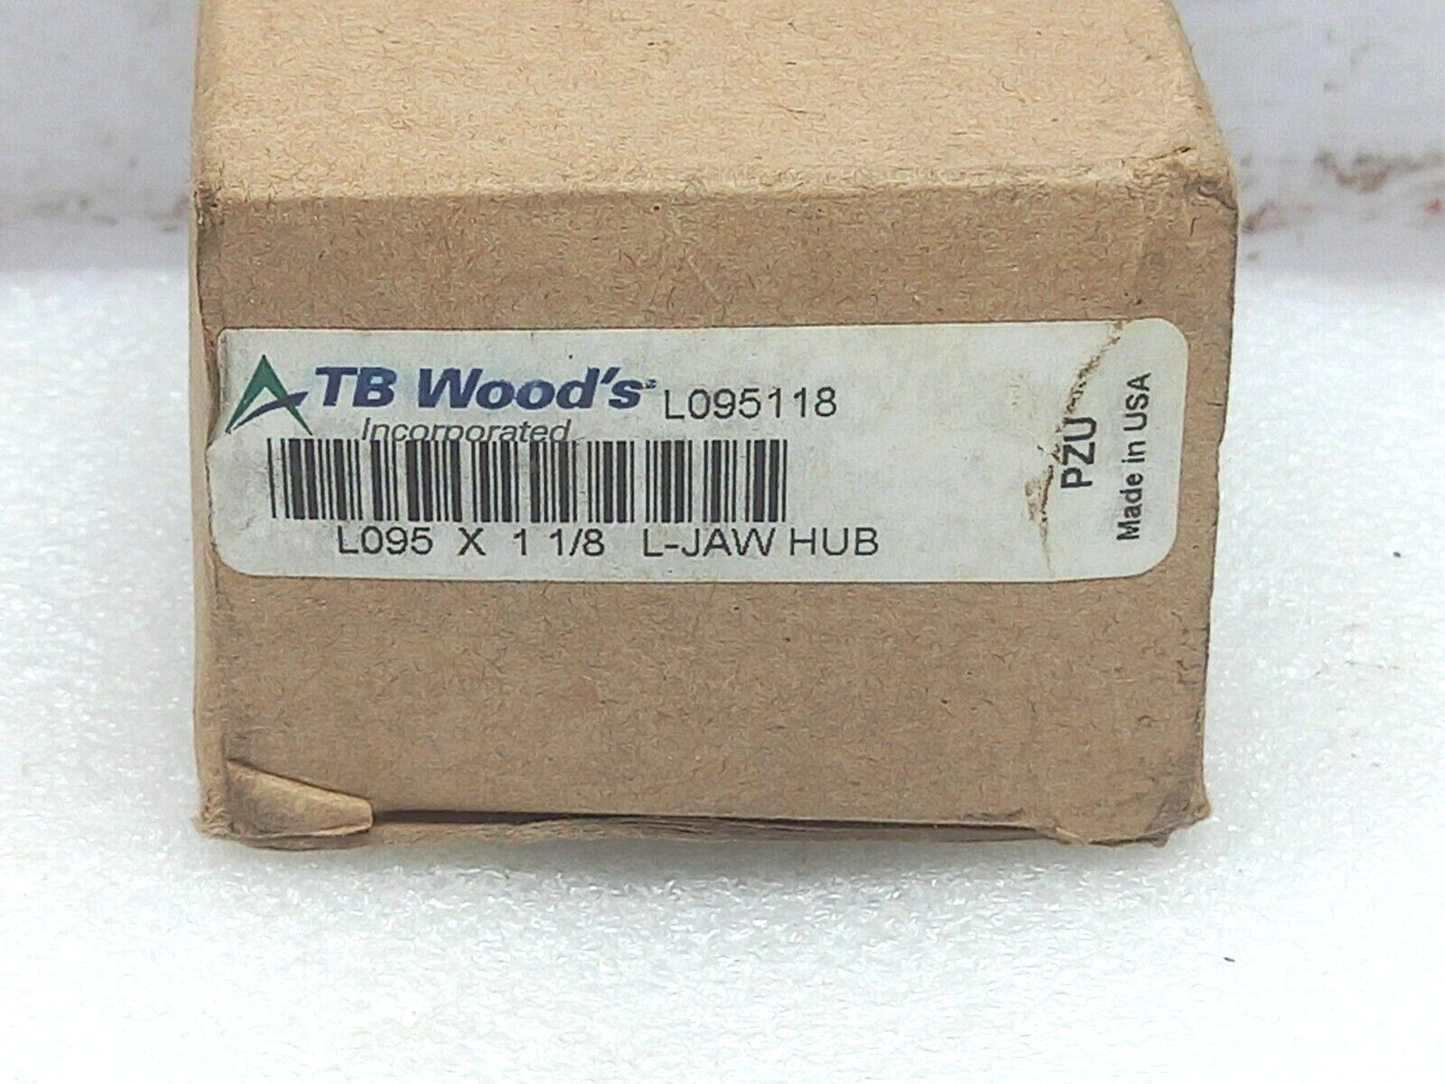 TB Wood's L095118
Incorporated
L095 X 1 1/8 L-JAW HUB
PZU
Made in USA